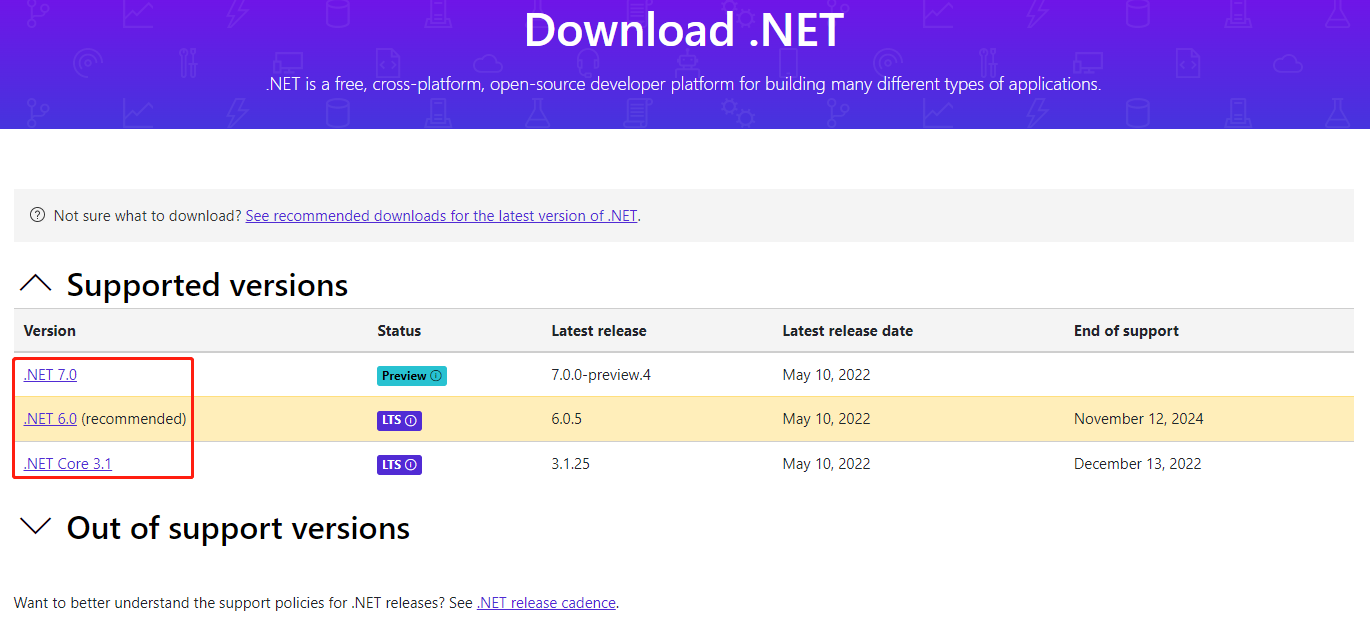 Download .NET
.NET is a free, cross-platform, open-source developer platform for building many different types of applications.
Not sure what to download? See recommended downloads for the latest version of .NET.
Supported versions
Version Status Latest release Latest release date End of support
.NET 7.0 Preview 7.0.0-preview.4 May 10, 2022
.NET 6.0 (recommended) LTS 6.0.5 May 10, 2022 November 12, 2024
.NET Core 3.1 LTS 3.1.25 May 10, 2022 December 13, 2022
Out of support versions
Want to better understand the support policies for .NET releases? See .NET release cadence.